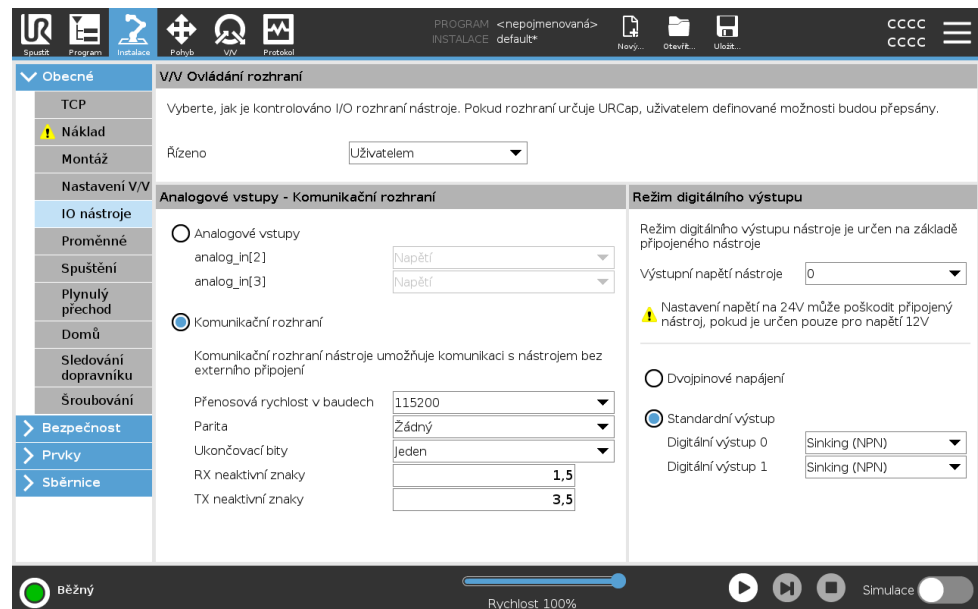 PROGRAM <nepojmenovaná>
INSTALACE default*
CCCC
CCCC
Spustit Program Instalace Pohyb V/V Protokol Nový... Otevřít... Uložit...
Obecné
TCP
Náklad
Montáž
Nastavení V/V
IO nástroje
Proměnné
Spuštění
Plynulý
přechod
Domů
Sledování
dopravníku
Šroubování
Bezpečnost
Prvky
Sběrnice
V/V Ovládání rozhraní
Vyberte, jak je kontrolováno I/O rozhraní nástroje. Pokud rozhraní určuje URCap, uživatelem definované možnosti budou přepsány.
Řízeno Uživatelem
Analogové vstupy - Komunikační rozhraní
Analogové vstupy
analog_in[2] Napětí
analog_in[3] Napětí
Komunikační rozhraní
Komunikační rozhraní nástroje umožňuje komunikaci s nástrojem bez
externího připojení
Přenosová rychlost v baudech 115200
Parita Žádný
Ukončovací bity Jeden
RX neaktivní znaky 1,5
TX neaktivní znaky 3,5
Režim digitálního výstupu
Režim digitálního výstupu nástroje je určen na základě
připojeného nástroje
Výstupní napětí nástroje 0
Nastavení napětí na 24V může poškodit připojený
nástroj, pokud je určen pouze pro napětí 12V
Dvojpinové napájení
Standardní výstup
Digitální výstup 0 Sinking (NPN)
Digitální výstup 1 Sinking (NPN)
Běžný
Rychlost 100%
Simulace